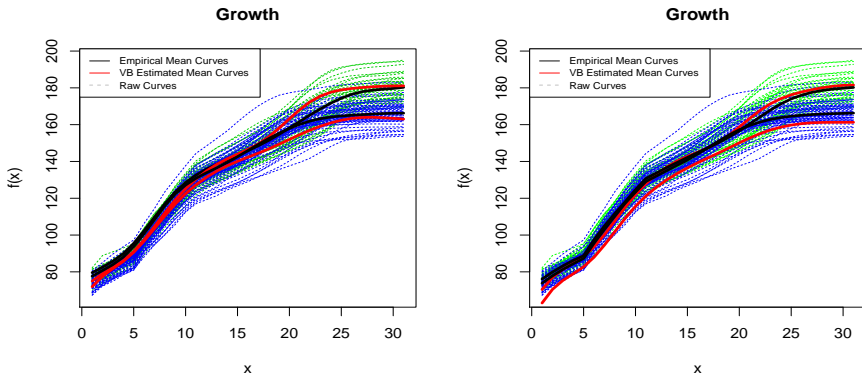 Growth
200
180
160
140
120
100
80
f(x)
Empirical Mean Curves
VB Estimated Mean Curves
Raw Curves
0 5 10 15 20 25 30
x
Growth
200
180
160
140
120
100
80
f(x)
Empirical Mean Curves
VB Estimated Mean Curves
Raw Curves
0 5 10 15 20 25 30
x